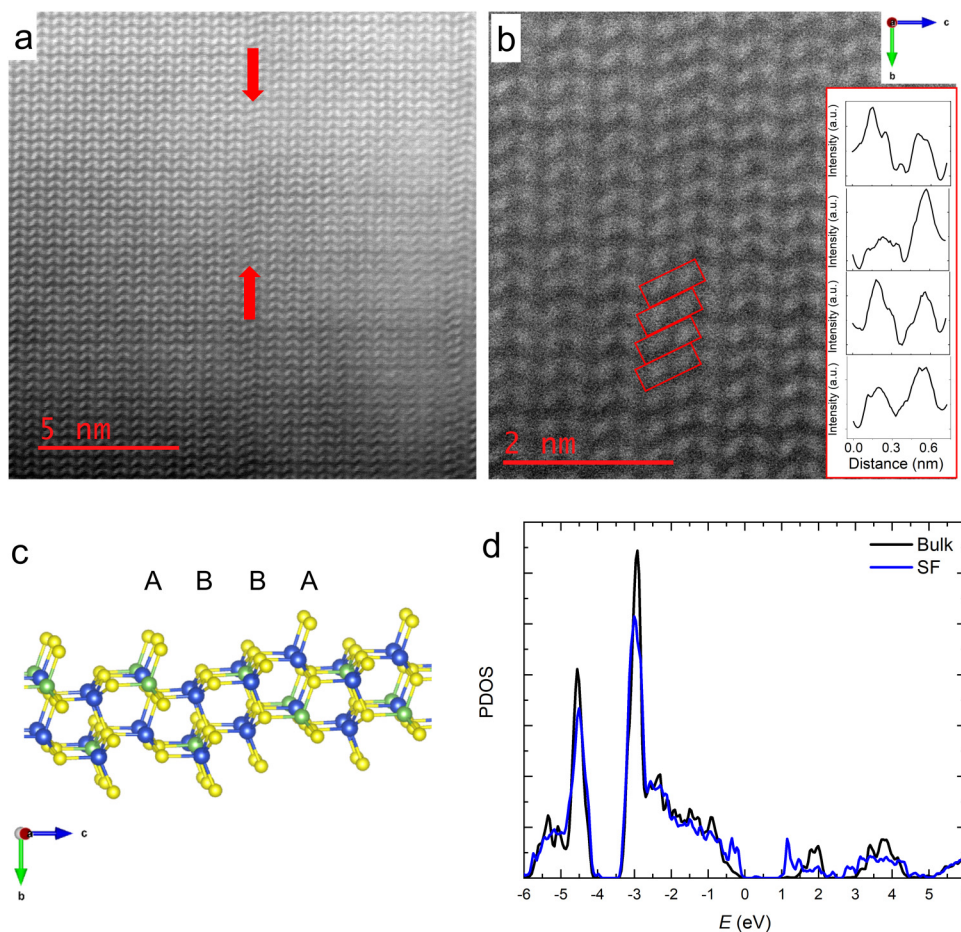 a
5 nm
b
c
b
2 nm
Intensity (a.u.)
Intensity (a.u.)
Intensity (a.u.)
Intensity (a.u.)
0.0 0.3 0.6
Distance (nm)
c
A B B A
a
c
b
d
Bulk
SF
PDOS
-6 -5 -4 -3 -2 -1 0 1 2 3 4 5 6
E (eV)